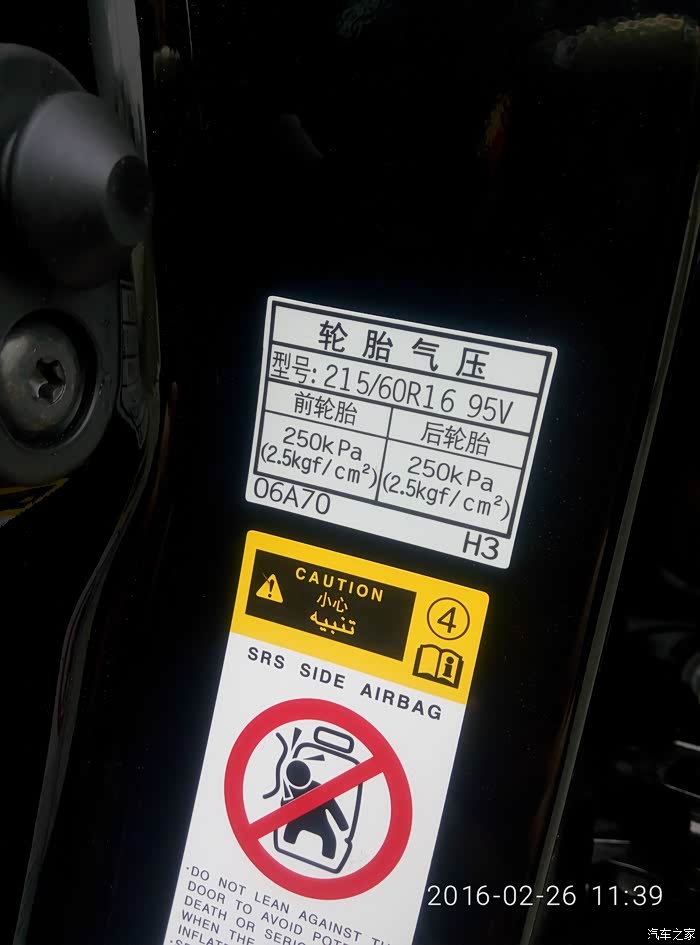 轮胎气压
型号: 215/60R16 95V
前轮胎 后轮胎
250kPa 250kPa
(2.5kgf/cm²) (2.5kgf/cm²)
06A70
H3
CAUTION
小心
تنبيه
4
SRS SIDE AIRBAG
·DO NOT LEAN AGAINST
DOOR TO AVOID
DEATH OR
WHEN THE
2016-02-26 11:39
汽车之家